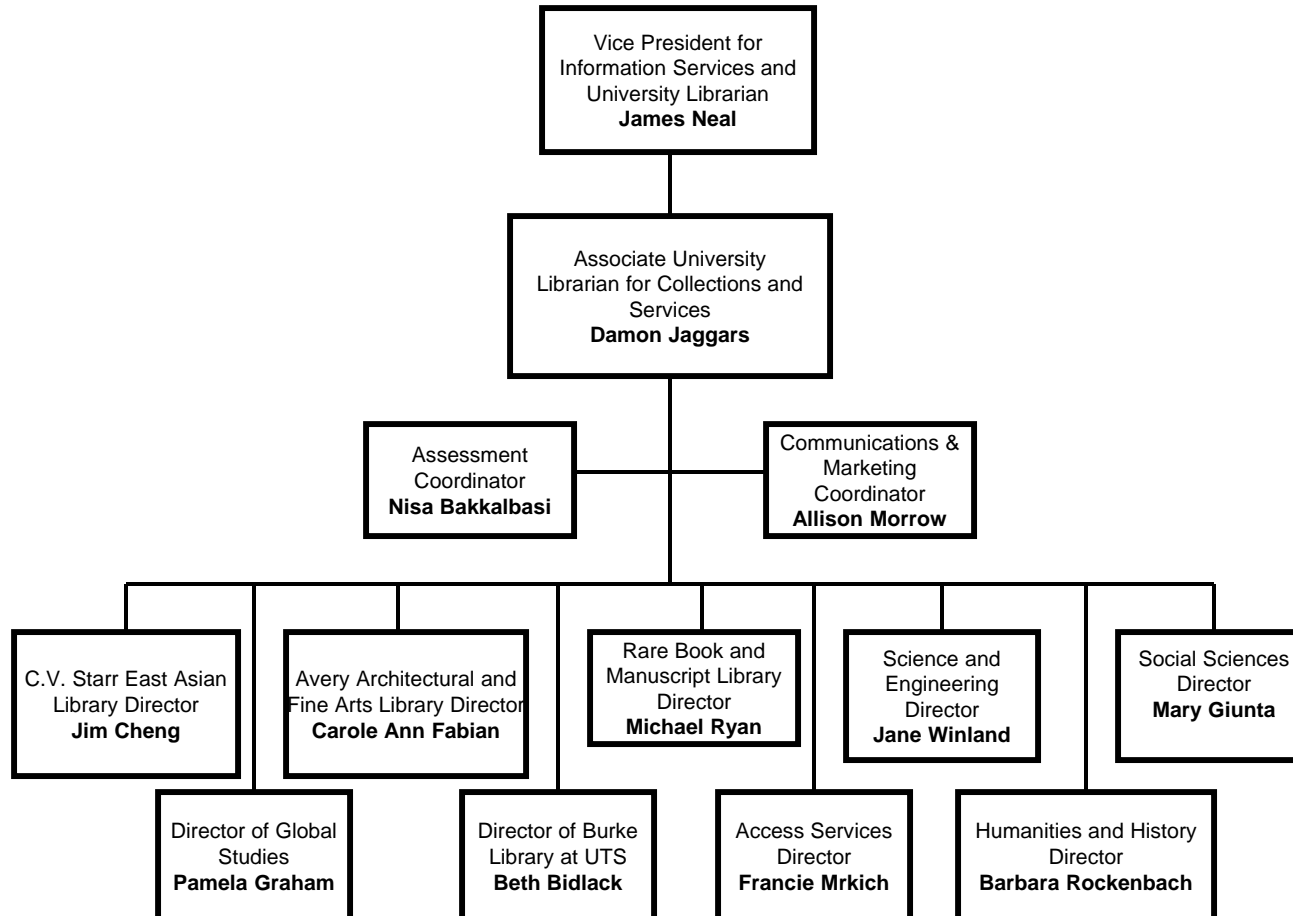 Vice President for
Information Services and
University Librarian
James Neal
Associate University
Librarian for Collections and
Services
Damon Jaggars
Assessment
Coordinator
Nisa Bakkalbasi
Communications &
Marketing
Coordinator
Allison Morrow
C.V. Starr East Asian
Library Director
Jim Cheng
Avery Architectural and
Fine Arts Library Director
Carole Ann Fabian
Rare Book and
Manuscript Library
Director
Michael Ryan
Science and
Engineering
Director
Jane Winland
Social Sciences
Director
Mary Giunta
Director of Global
Studies
Pamela Graham
Director of Burke
Library at UTS
Beth Bidlack
Access Services
Director
Francie Mrkich
Humanities and History
Director
Barbara Rockenbach